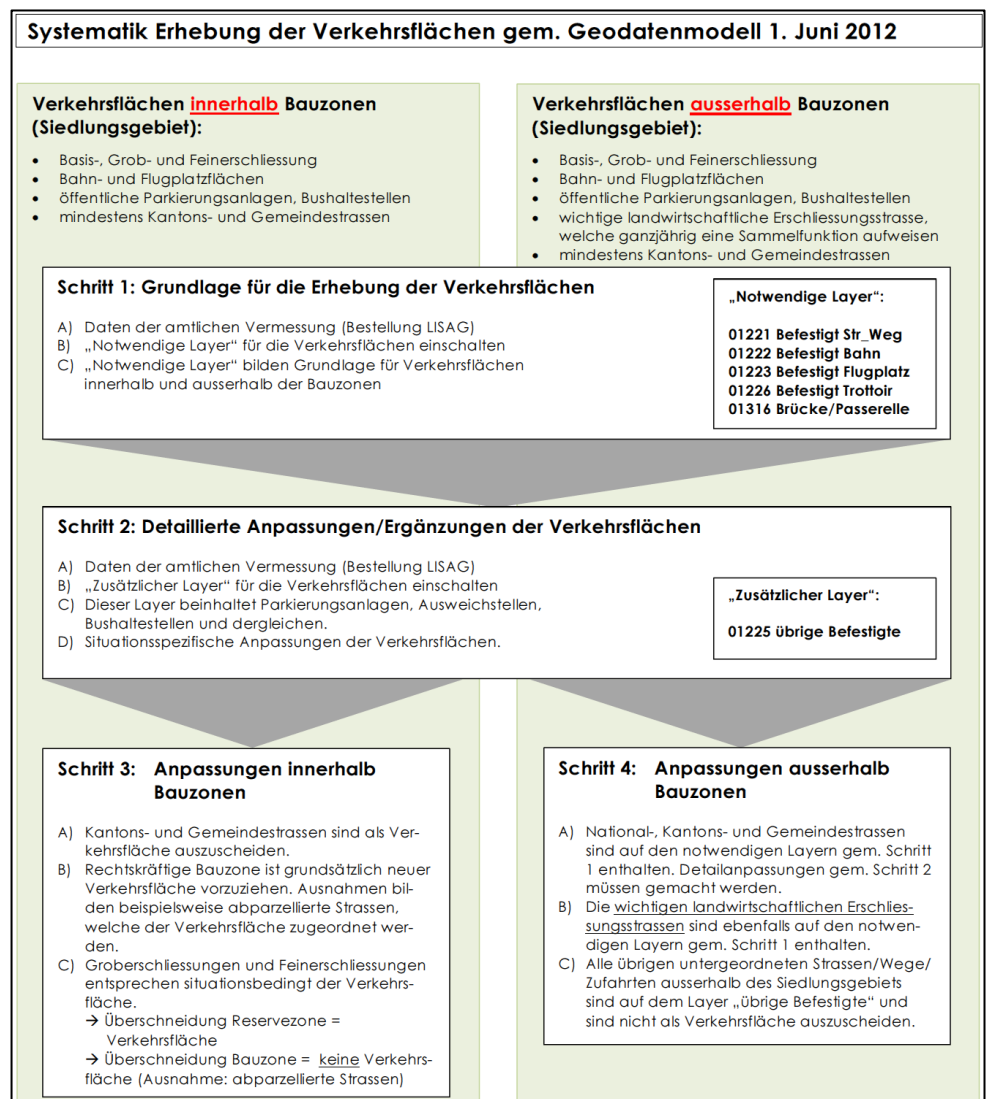 Systematik Erhebung der Verkehrsflächen gem. Geodatenmodell 1. Juni 2012
Verkehrsflächen innerhalb Bauzonen
(Siedlungsgebiet):
• Basis-, Grob- und Feinerschliessung
• Bahn- und Flugplatzflächen
• öffentliche Parkierungsanlagen, Bushaltestellen
• mindestens Kantons- und Gemeindestrassen
Verkehrsflächen ausserhalb Bauzonen
(Siedlungsgebiet):
• Basis-, Grob- und Feinerschliessung
• Bahn- und Flugplatzflächen
• öffentliche Parkierungsanlagen, Bushaltestellen
• wichtige landwirtschaftliche Erschliessungsstrasse,
welche ganzjährig eine Sammelfunktion aufweisen
• mindestens Kantons- und Gemeindestrassen
Schritt 1: Grundlage für die Erhebung der Verkehrsflächen
A) Daten der amtlichen Vermessung (Bestellung LISAG)
B) „Notwendige Layer“ für die Verkehrsflächen einschalten
C) „Notwendige Layer“ bilden Grundlage für Verkehrsflächen
innerhalb und ausserhalb der Bauzonen
„Notwendige Layer“:
01221 Befestigt Str_Weg
01222 Befestigt Bahn
01223 Befestigt Flugplatz
01226 Befestigt Trottoir
01316 Brücke/Passerelle
Schritt 2: Detaillierte Anpassungen/Ergänzungen der Verkehrsflächen
A) Daten der amtlichen Vermessung (Bestellung LISAG)
B) „Zusätzlicher Layer“ für die Verkehrsflächen einschalten
C) Dieser Layer beinhaltet Parkierungsanlagen, Ausweichstellen,
Bushaltestellen und dergleichen.
D) Situationsspezifische Anpassungen der Verkehrsflächen.
„Zusätzlicher Layer“:
01225 übrige Befestigte
Schritt 3: Anpassungen innerhalb
Bauzonen
A) Kantons- und Gemeindestrassen sind als Ver-
kehrsfläche auszuscheiden.
B) Rechtskräftige Bauzone ist grundsätzlich neuer
Verkehrsfläche vorzuziehen. Ausnahmen bil-
den beispielsweise abparzellierte Strassen,
welche der Verkehrsfläche zugeordnet wer-
den.
C) Groberschliessungen und Feinerschliessungen
entsprechen situationsbedingt der Verkehrs-
fläche.
→ Überschneidung Reservezone =
Verkehrsfläche
→ Überschneidung Bauzone = keine Verkehrs-
fläche (Ausnahme: abparzellierte Strassen)
Schritt 4: Anpassungen ausserhalb
Bauzonen
A) National-, Kantons- und Gemeindestrassen
sind auf den notwendigen Layern gem. Schritt
1 enthalten. Detailanpassungen gem. Schritt 2
müssen gemacht werden.
B) Die wichtigen landwirtschaftlichen Erschlies-
sungsstrassen sind ebenfalls auf den notwen-
digen Layern gem. Schritt 1 enthalten.
C) Alle übrigen untergeordneten Strassen/Wege/
Zufahrten ausserhalb des Siedlungsgebiets
sind auf dem Layer „übrige Befestigte“ und
sind nicht als Verkehrsfläche auszuscheiden.